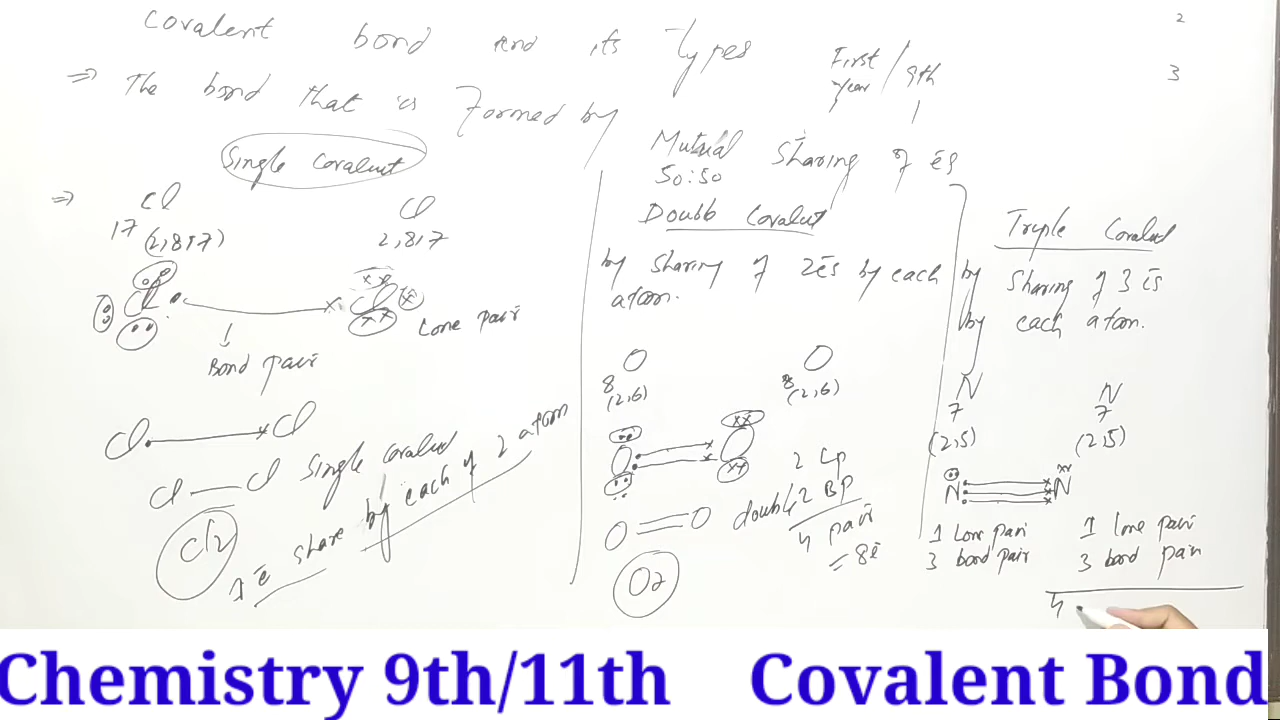 covalent bond and its types
2
First year / 9th
3
⇒ The bond that is Formed by
Mutual Sharing of ēs
50:50
Single Covalent
⇒ Cl Cl
17 (2,8,7) 2,8,7
Cl Cl
Lone pair
Bond pair
Cl Cl
Cl — Cl Single covalent
Cl2
1 ē share by each of 2 atom
Double Covalent
by sharing of 2ēs by each
atom.
O O
8 8
(2,6) (2,6)
O O
O = O double
O2
2 Lp
2 BP
4 pair
= 8ē
Triple Covalent
by Sharing of 3 ēs
by each atom.
N N
7 7
(2,5) (2,5)
N N
1 Lone pair 1 lone pair
3 bond pair 3 bond pair
4
Chemistry 9th/11th Covalent Bond